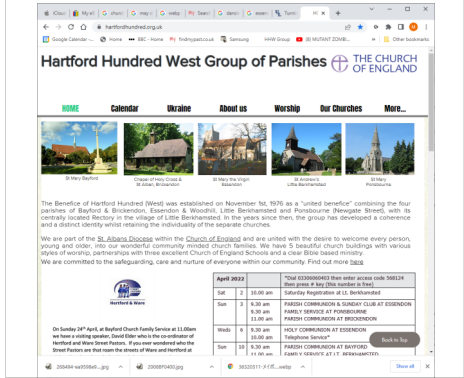 hartfordhundred.org.uk
Google Calendar -... Home BBC - Home findmypast.co.uk Samsung HHW Group (8) MUTANT ZOMBI... Other bookmarks
Hartford Hundred West Group of Parishes THE CHURCH
OF ENGLAND
HOME Calendar Ukraine About us Worship Our Churches More...
St Mary Bayford
Chapel of Holy Cross &
St Alban, Brickendon
St Mary the Virgin
Essendon
St Andrew's
Little Berkhamsted
St Mary
Ponsbourne
The Benefice of Hartford Hundred (West) was established on November 1st, 1976 as a "united benefice" combining the four
parishes of Bayford & Brickendon, Essendon & Woodhill, Little Berkhamsted and Ponsbourne (Newgate Street), with its
centrally located Rectory in the village of Little Berkhamsted. In the years since then, the group has developed a coherence
and a distinct identity whilst retaining the individuality of the separate churches.
We are part of the St. Albans Diocese within the Church of England and are united with the desire to welcome every person,
young and older, into our wonderful community minded church families. We have 5 beautiful church buildings with various
styles of worship, partnerships with three excellent Church of England Schools and a clear Bible based ministry.
We are committed to the safeguarding, care and nurture of everyone within our community. Find out more here
Hertford & Ware
On Sunday 24th April, at Bayford Church Family Service at 11.00am
we have a visiting speaker, David Elder who is the co-ordinator of
Hertford and Ware Street Pastors. If you ever wondered who the
Street Pastors are that roam the streets of Ware and Hertford at
April 2022 *Dial 03306060403 then enter access code 568124
then press # key (this number is free)
Sat 2 10.00 am Saturday Registration at Lt. Berkhamsted
Sun 3 9.30 am PARISH COMMUNION & SUNDAY CLUB AT ESSENDON
9.30 am FAMILY SERVICE AT PONSBOURNE
11.00 am PARISH COMMUNION AT BRICKENDON
Weds 6 9.30 am HOLY COMMUNION AT ESSENDON
10.00 am Telephone Service*
Sun 10 9.30 am PARISH COMMUNION AT BAYFORD
11.00 am FAMILY SERVICE AT LT. BERKHAMSTED
Back to Top
Show all